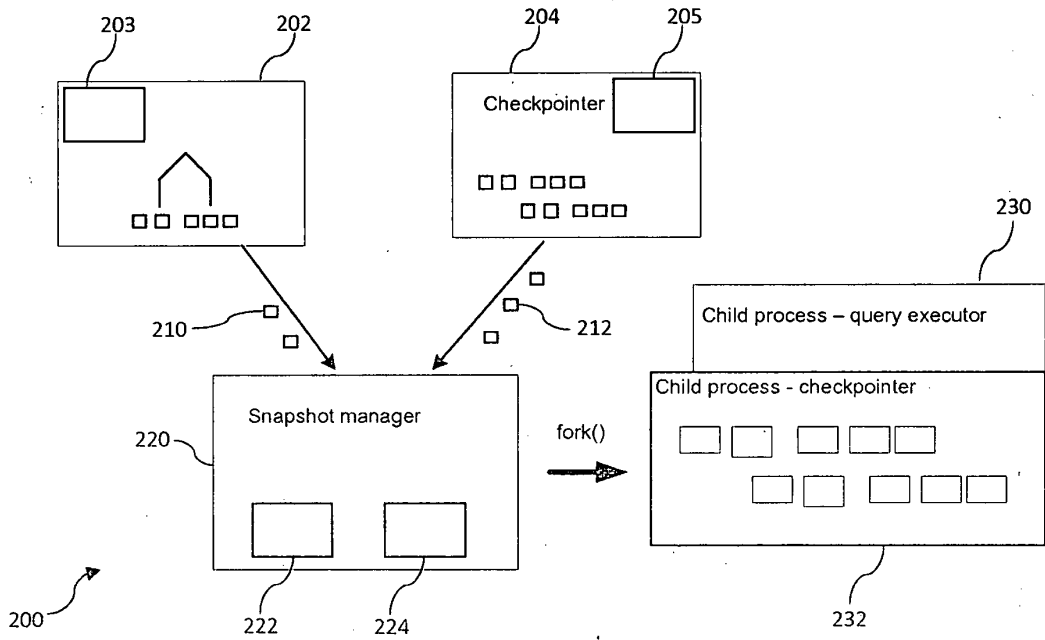 203
202
204
205
Checkpointer
230
210
212
Child process – query executor
Child process - checkpointer
Snapshot manager
220
fork()
200
222
224
232